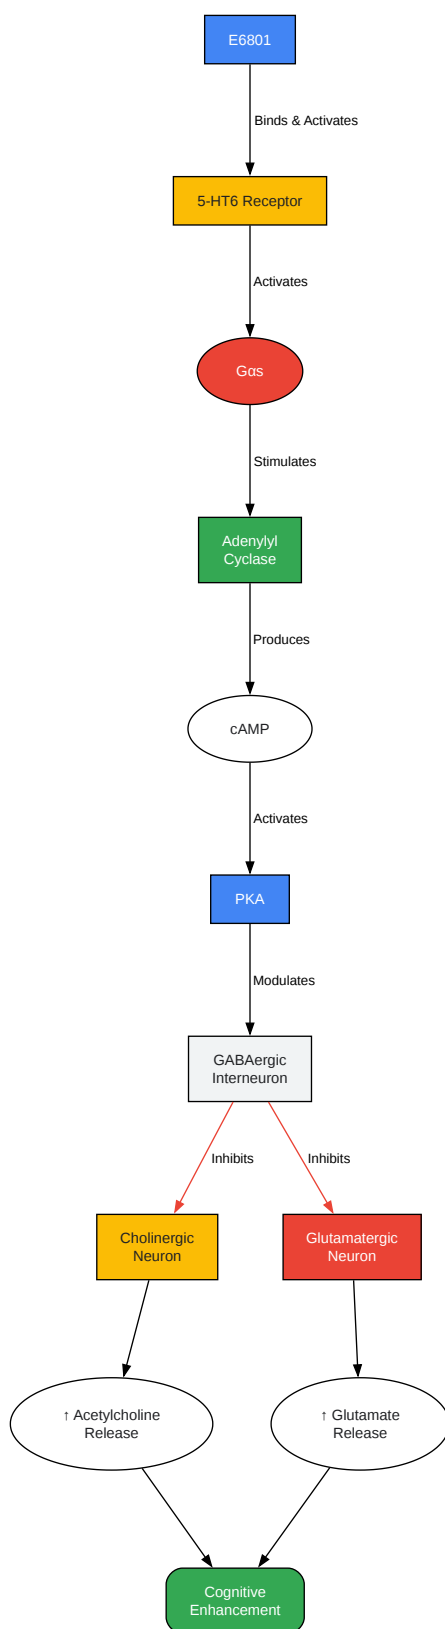 E6801
Binds & Activates
5-HT6 Receptor
Activates
Gαs
Stimulates
Adenylyl
Cyclase
Produces
cAMP
Activates
PKA
Modulates
GABAergic
Interneuron
Inhibits
Inhibits
Cholinergic
Neuron
Glutamatergic
Neuron
↑ Acetylcholine
Release
↑ Glutamate
Release
Cognitive
Enhancement